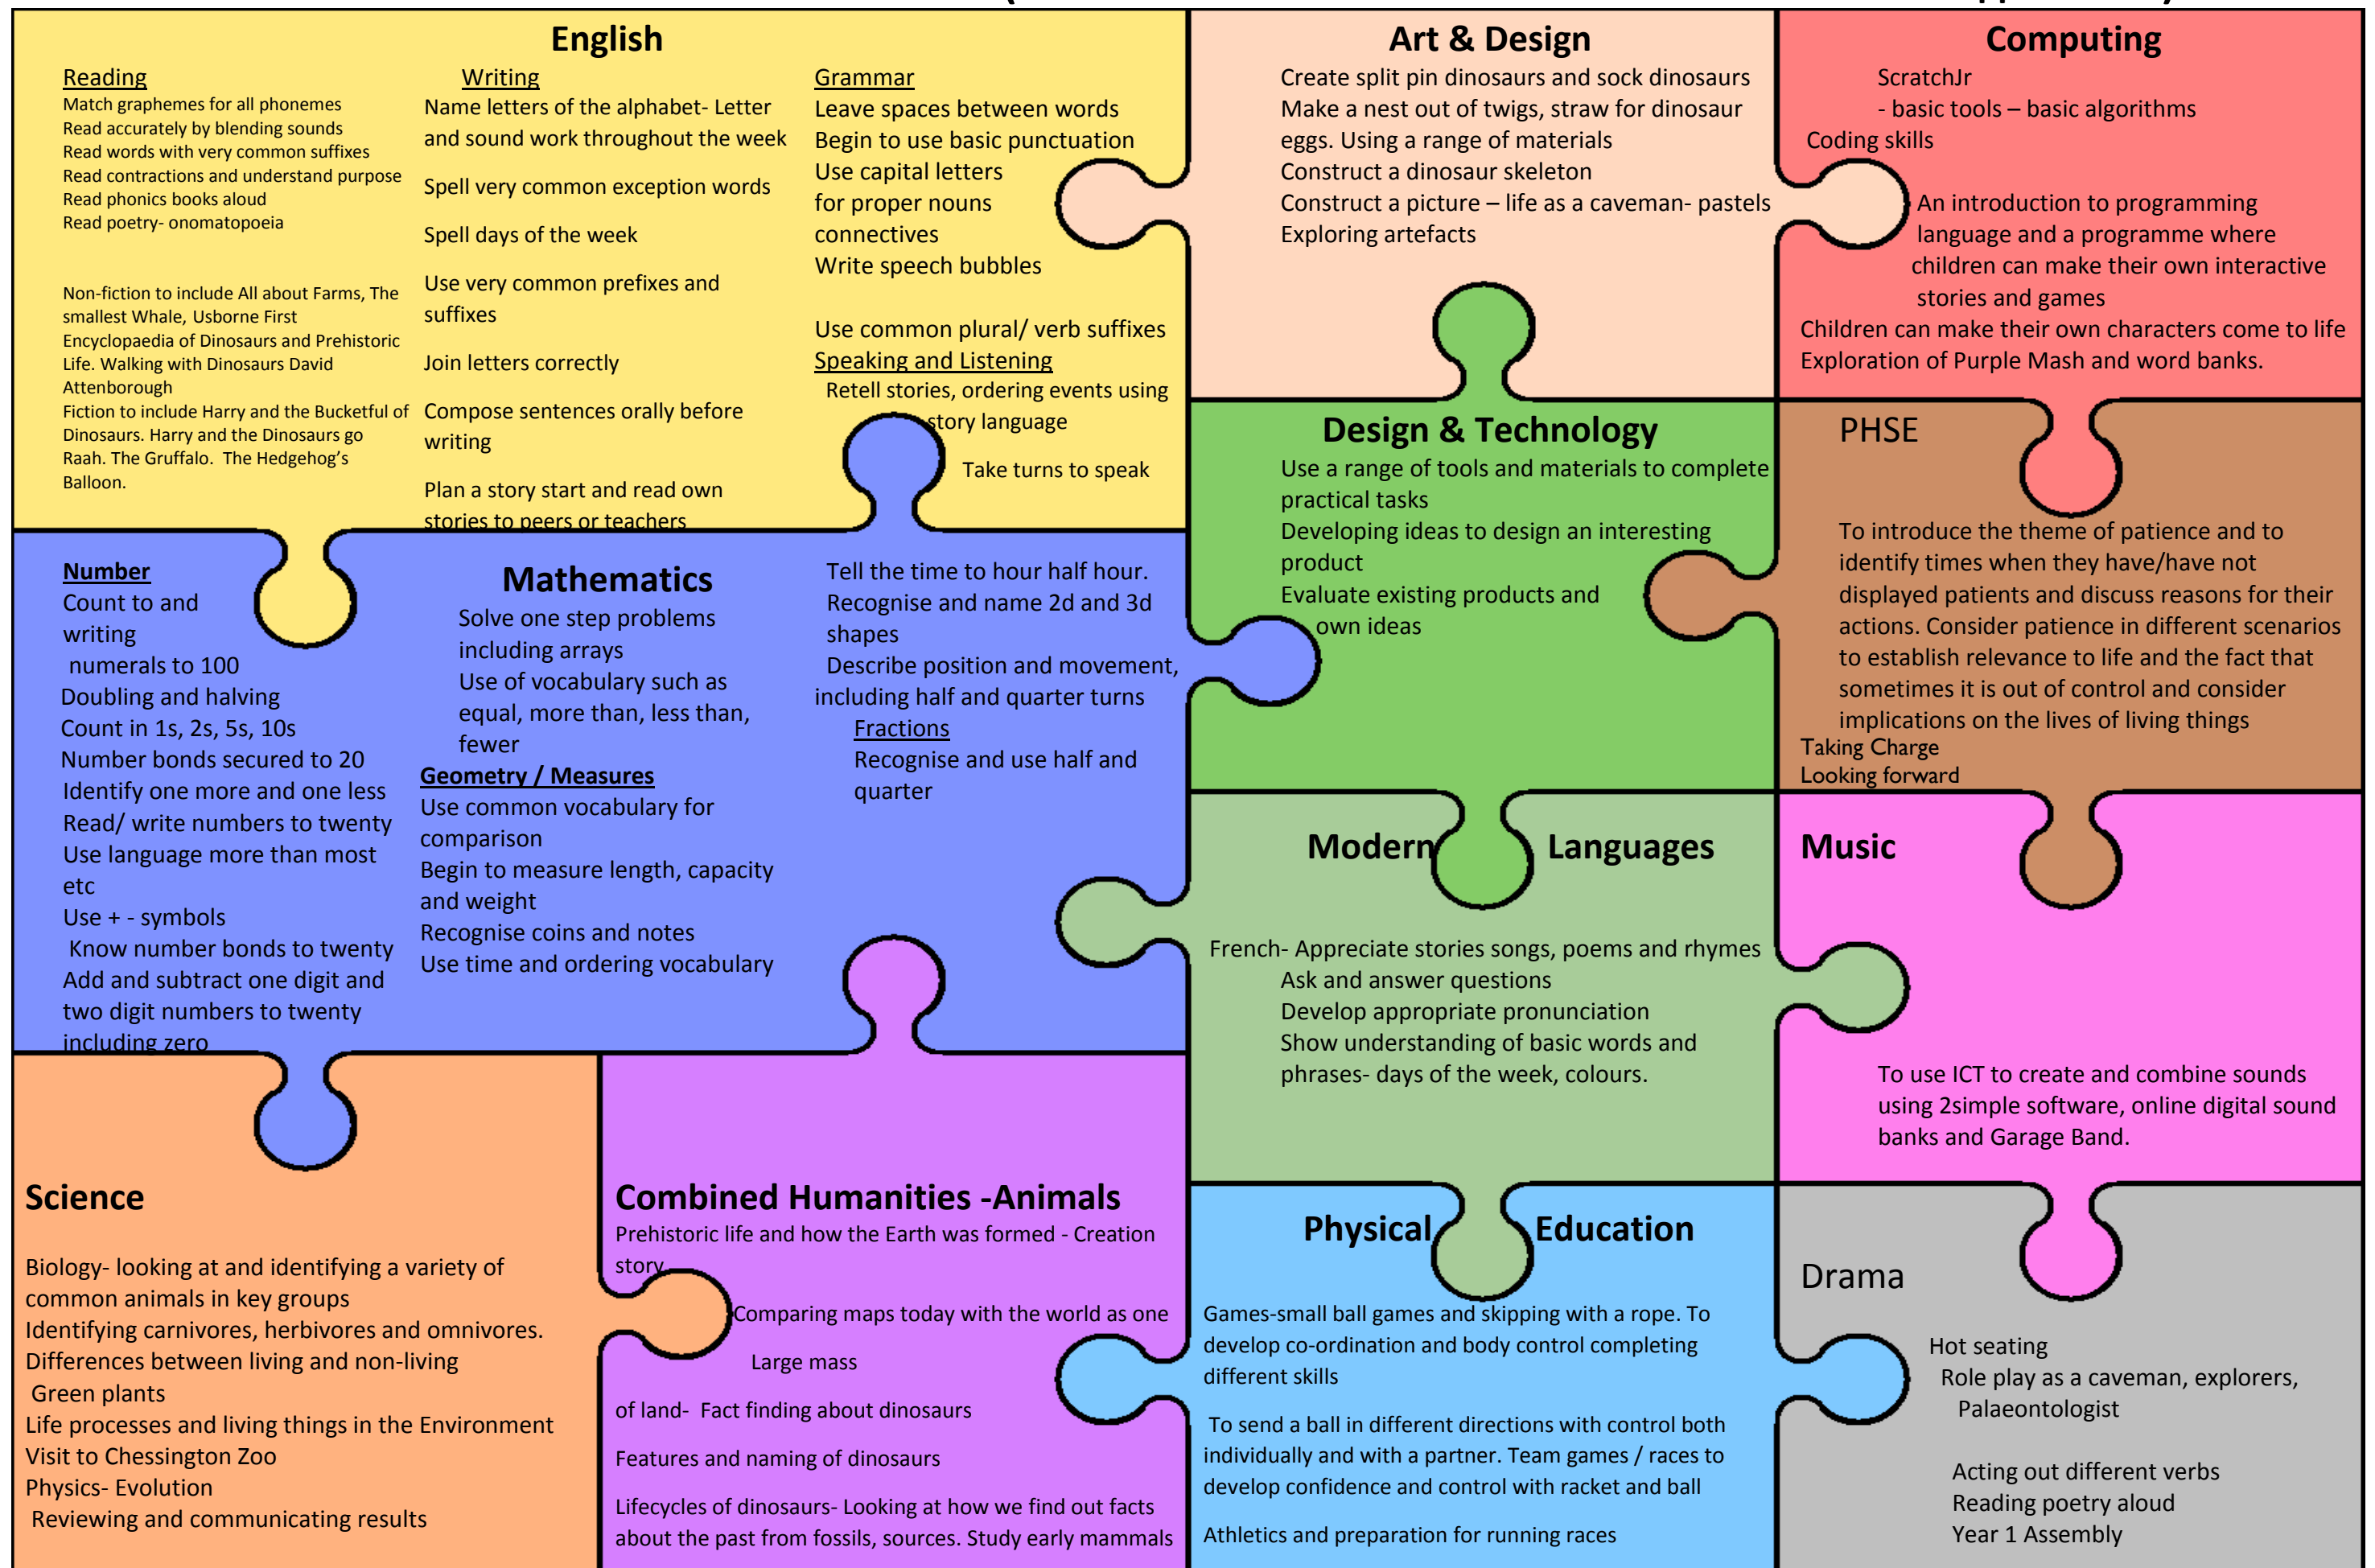 English
Reading
Match graphemes for all phonemes
Read accurately by blending sounds
Read words with very common suffixes
Read contractions and understand purpose
Read phonics books aloud
Read poetry- onomatopoeia
Non-fiction to include All about Farms, The
smallest Whale, Usborne First
Encyclopaedia of Dinosaurs and Prehistoric
Life. Walking with Dinosaurs David
Attenborough
Fiction to include Harry and the Bucketful of
Dinosaurs. Harry and the Dinosaurs go
Raah. The Gruffalo. The Hedgehog's
Balloon.
Writing
Name letters of the alphabet- Letter
and sound work throughout the week
Spell very common exception words
Spell days of the week
Use very common prefixes and
suffixes
Join letters correctly
Compose sentences orally before
writing
Plan a story start and read own
stories to peers or teachers
Grammar
Leave spaces between words
Begin to use basic punctuation
Use capital letters
for proper nouns
connectives
Write speech bubbles
Use common plural/ verb suffixes
Speaking and Listening
Retell stories, ordering events using
story language
Take turns to speak
Art & Design
Create split pin dinosaurs and sock dinosaurs
Make a nest out of twigs, straw for dinosaur
eggs. Using a range of materials
Construct a dinosaur skeleton
Construct a picture – life as a caveman- pastels
Exploring artefacts
Computing
ScratchJr
- basic tools – basic algorithms
Coding skills
An introduction to programming
language and a programme where
children can make their own interactive
stories and games
Children can make their own characters come to life
Exploration of Purple Mash and word banks.
Design & Technology
Use a range of tools and materials to complete
practical tasks
Developing ideas to design an interesting
product
Evaluate existing products and
own ideas
PHSE
To introduce the theme of patience and to
identify times when they have/have not
displayed patients and discuss reasons for their
actions. Consider patience in different scenarios
to establish relevance to life and the fact that
sometimes it is out of control and consider
implications on the lives of living things
Taking Charge
Looking forward
Mathematics
Number
Count to and
writing
numerals to 100
Doubling and halving
Count in 1s, 2s, 5s, 10s
Number bonds secured to 20
Identify one more and one less
Read/ write numbers to twenty
Use language more than most
etc
Use + - symbols
Know number bonds to twenty
Add and subtract one digit and
two digit numbers to twenty
including zero
Solve one step problems
including arrays
Use of vocabulary such as
equal, more than, less than,
fewer
Geometry / Measures
Use common vocabulary for
comparison
Begin to measure length, capacity
and weight
Recognise coins and notes
Use time and ordering vocabulary
Tell the time to hour half hour.
Recognise and name 2d and 3d
shapes
Describe position and movement,
including half and quarter turns
Fractions
Recognise and use half and
quarter
Modern Languages
French- Appreciate stories songs, poems and rhymes
Ask and answer questions
Develop appropriate pronunciation
Show understanding of basic words and
phrases- days of the week, colours.
Music
To use ICT to create and combine sounds
using 2simple software, online digital sound
banks and Garage Band.
Science
Biology- looking at and identifying a variety of
common animals in key groups
Identifying carnivores, herbivores and omnivores.
Differences between living and non-living
Green plants
Life processes and living things in the Environment
Visit to Chessington Zoo
Physics- Evolution
Reviewing and communicating results
Combined Humanities -Animals
Prehistoric life and how the Earth was formed - Creation
story
Comparing maps today with the world as one
Large mass
of land- Fact finding about dinosaurs
Features and naming of dinosaurs
Lifecycles of dinosaurs- Looking at how we find out facts
about the past from fossils, sources. Study early mammals
Physical Education
Games-small ball games and skipping with a rope. To
develop co-ordination and body control completing
different skills
To send a ball in different directions with control both
individually and with a partner. Team games / races to
develop confidence and control with racket and ball
Athletics and preparation for running races
Drama
Hot seating
Role play as a caveman, explorers,
Palaeontologist
Acting out different verbs
Reading poetry aloud
Year 1 Assembly